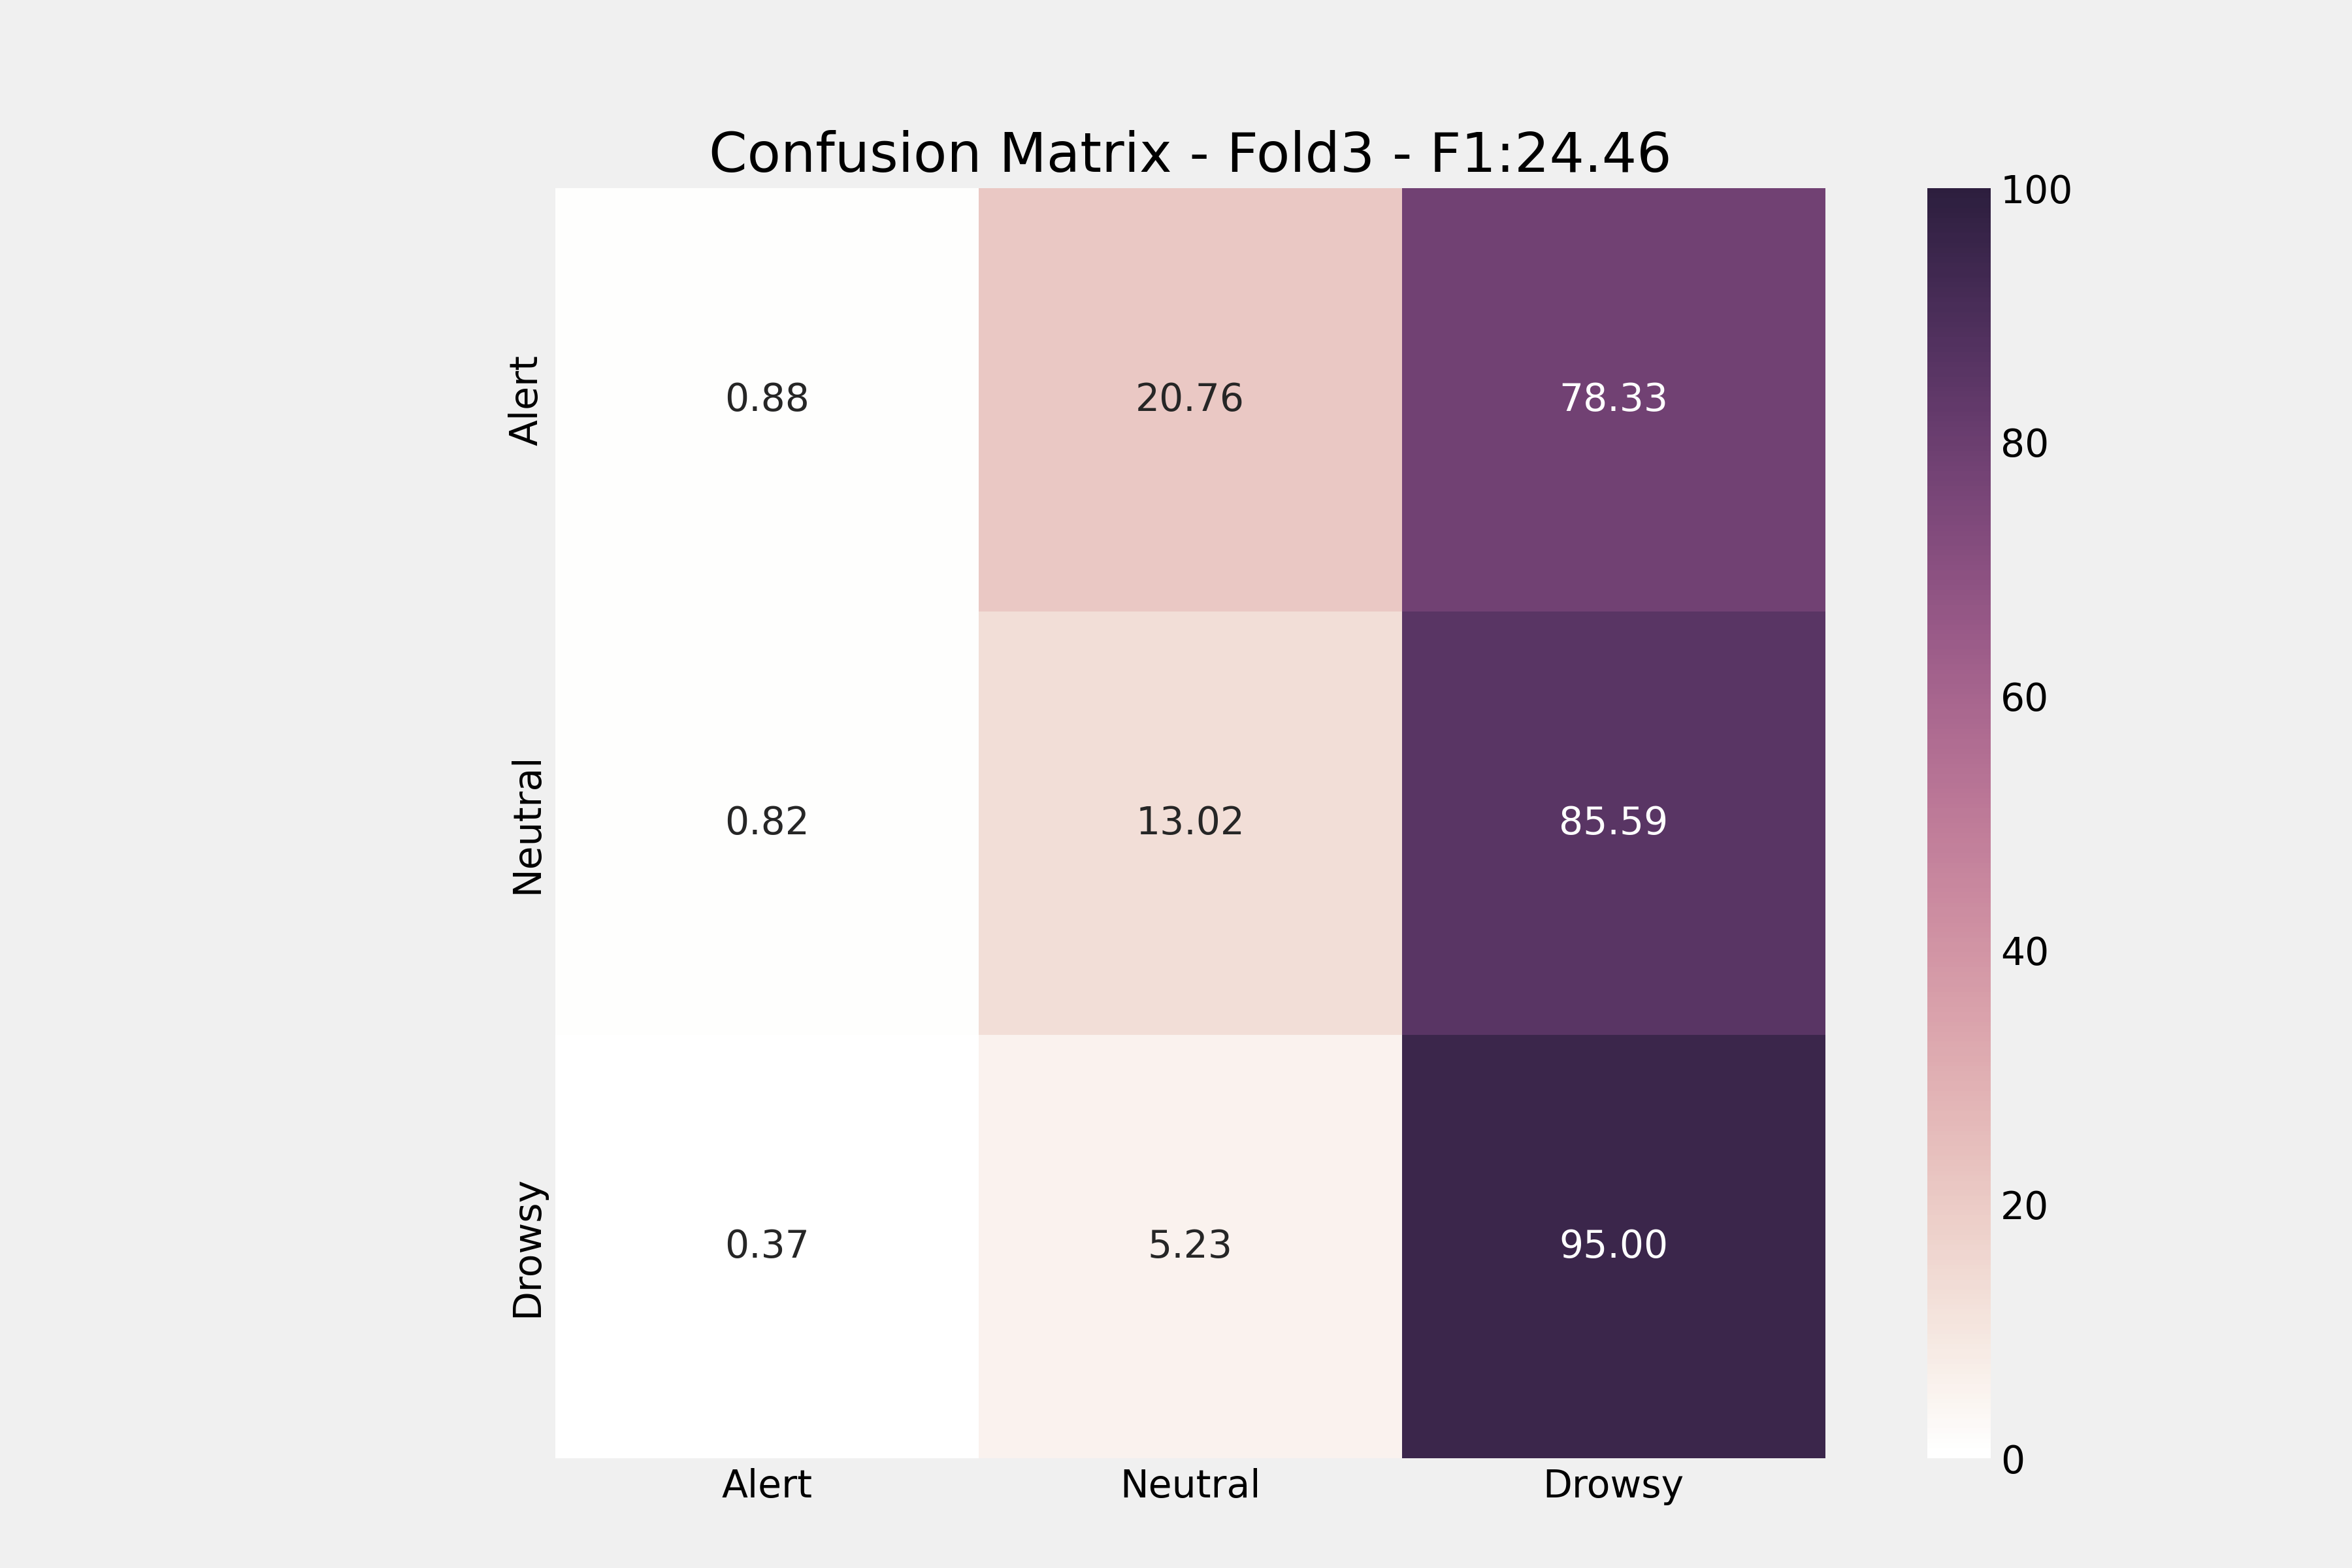 Confusion Matrix - Fold3 - F1:24.46
Alert
0.88
20.76
78.33
Neutral
0.82
13.02
85.59
Drowsy
0.37
5.23
95.00
Alert
Neutral
Drowsy
100
80
60
40
20
0